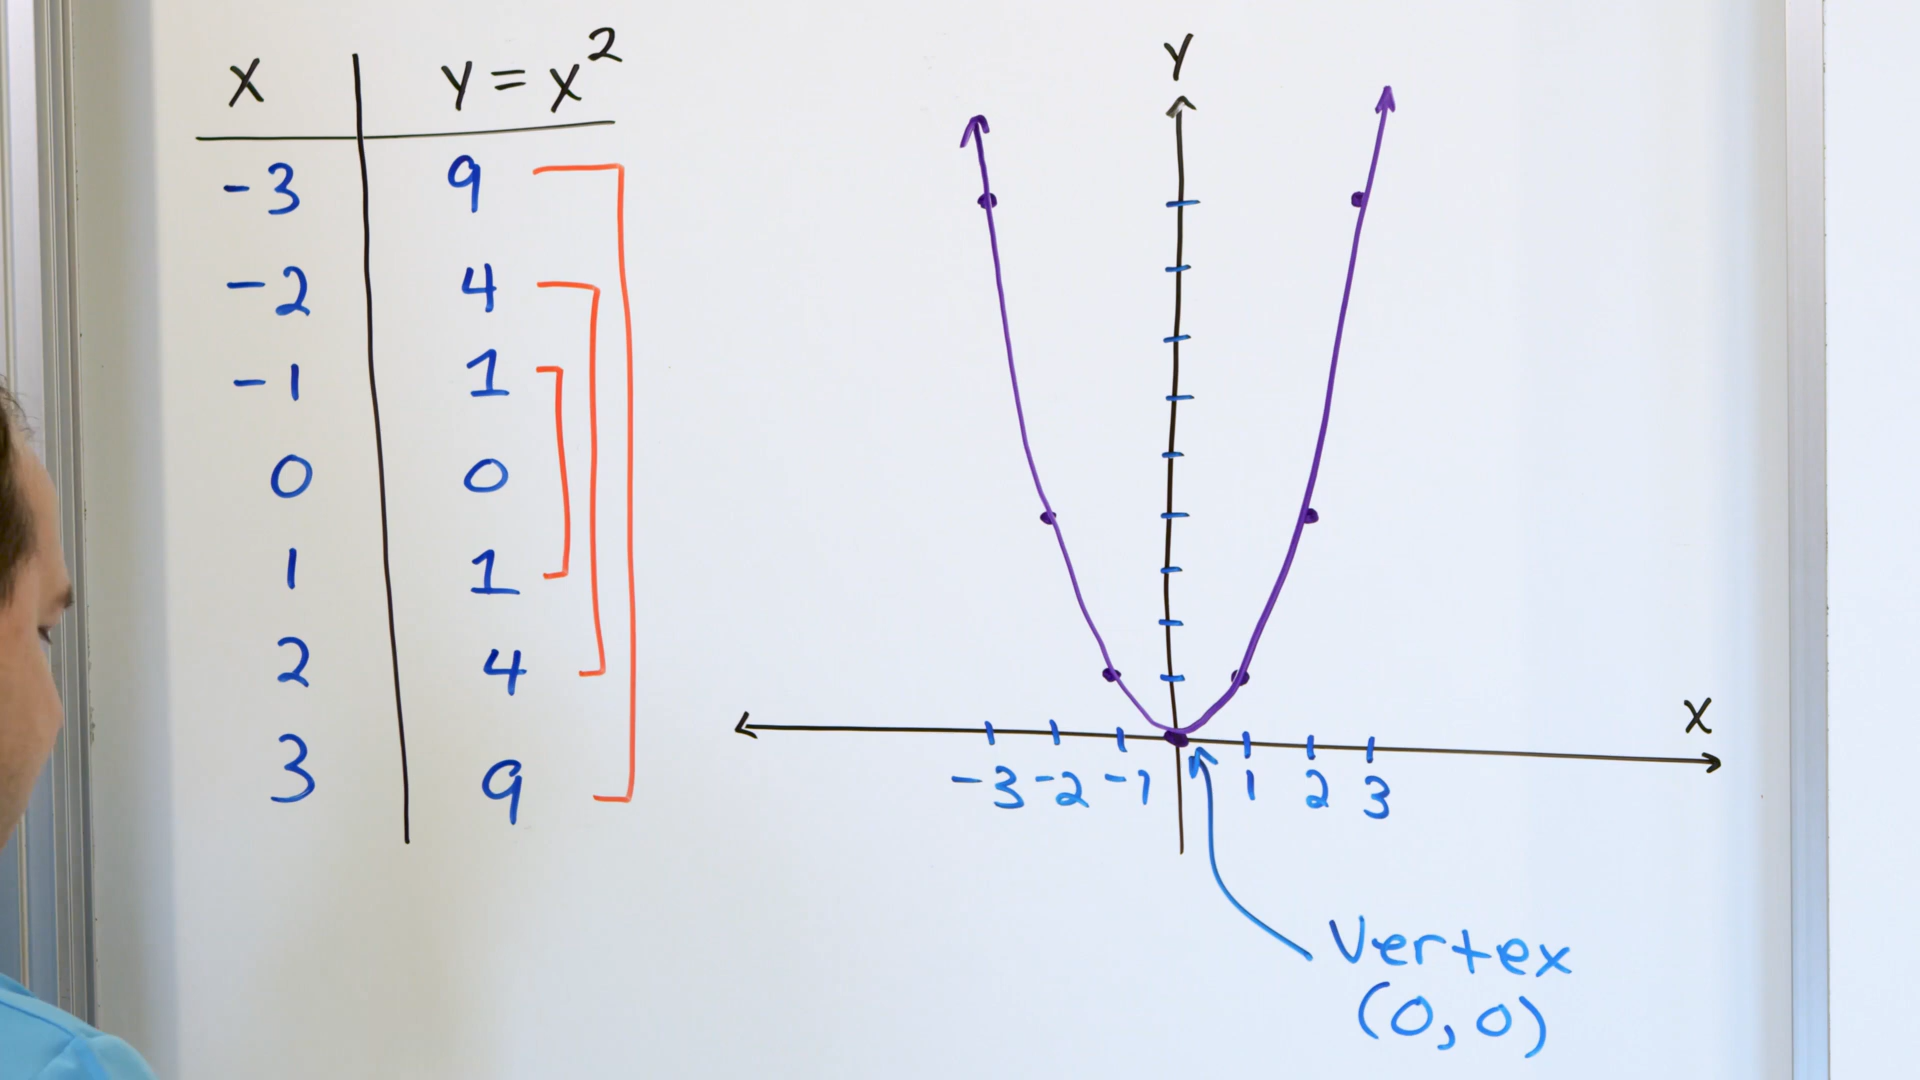 x y = x²
-3 9
-2 4
-1 1
0 0
1 1
2 4
3 9
y
x
-3 -2 -1 1 2 3
Vertex
(0,0)